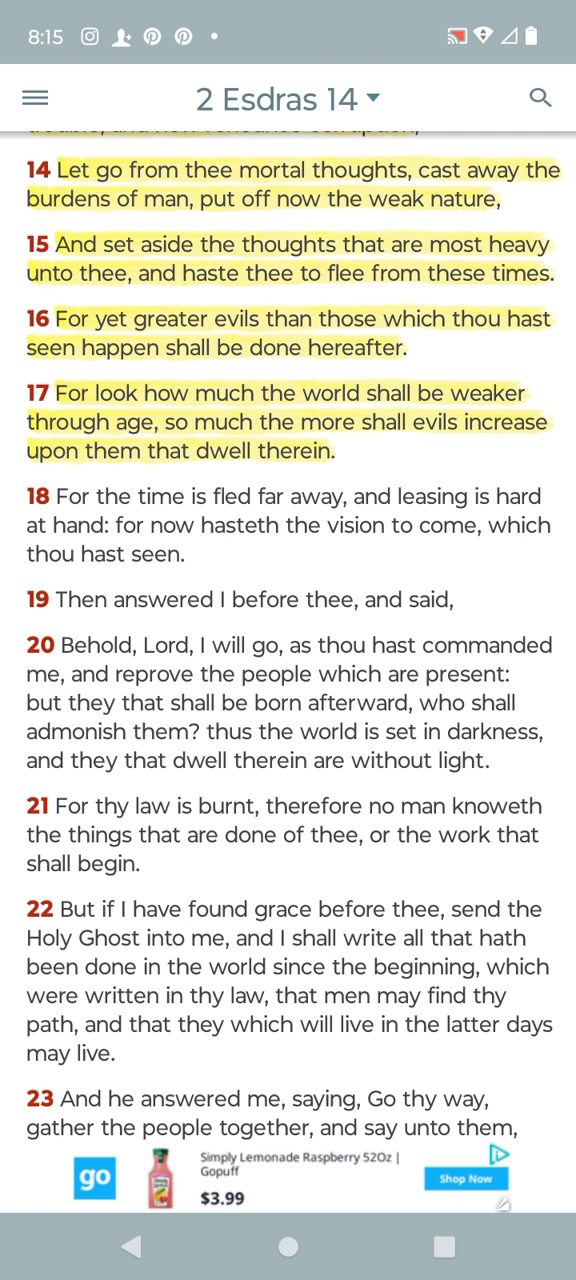 8:15
2 Esdras 14
14 Let go from thee mortal thoughts, cast away the
burdens of man, put off now the weak nature,
15 And set aside the thoughts that are most heavy
unto thee, and haste thee to flee from these times.
16 For yet greater evils than those which thou hast
seen happen shall be done hereafter.
17 For look how much the world shall be weaker
through age, so much the more shall evils increase
upon them that dwell therein.
18 For the time is fled far away, and leasing is hard
at hand: for now hasteth the vision to come, which
thou hast seen.
19 Then answered I before thee, and said,
20 Behold, Lord, I will go, as thou hast commanded
me, and reprove the people which are present:
but they that shall be born afterward, who shall
admonish them? thus the world is set in darkness,
and they that dwell therein are without light.
21 For thy law is burnt, therefore no man knoweth
the things that are done of thee, or the work that
shall begin.
22 But if I have found grace before thee, send the
Holy Ghost into me, and I shall write all that hath
been done in the world since the beginning, which
were written in thy law, that men may find thy
path, and that they which will live in the latter days
may live.
23 And he answered me, saying, Go thy way,
gather the people together, and say unto them,
go
Simply Lemonade Raspberry 52Oz |
Gopuff
$3.99
Shop Now